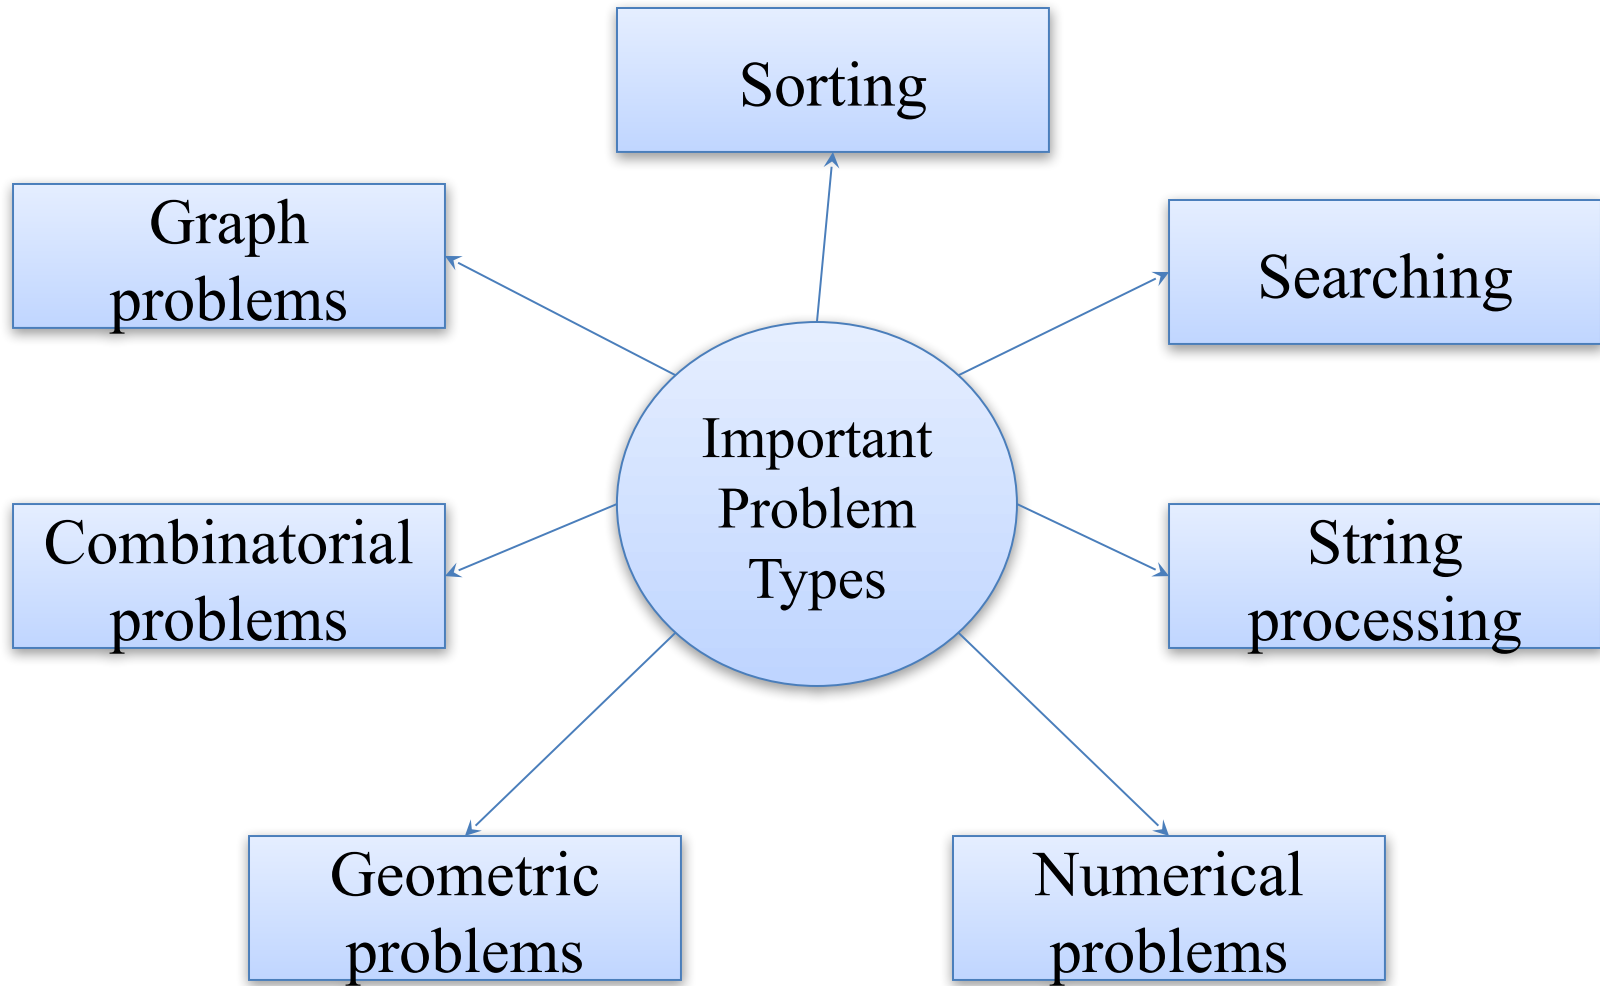 Sorting
Graph
problems
Searching
Important
Problem
Types
Combinatorial
problems
String
processing
Geometric
problems
Numerical
problems